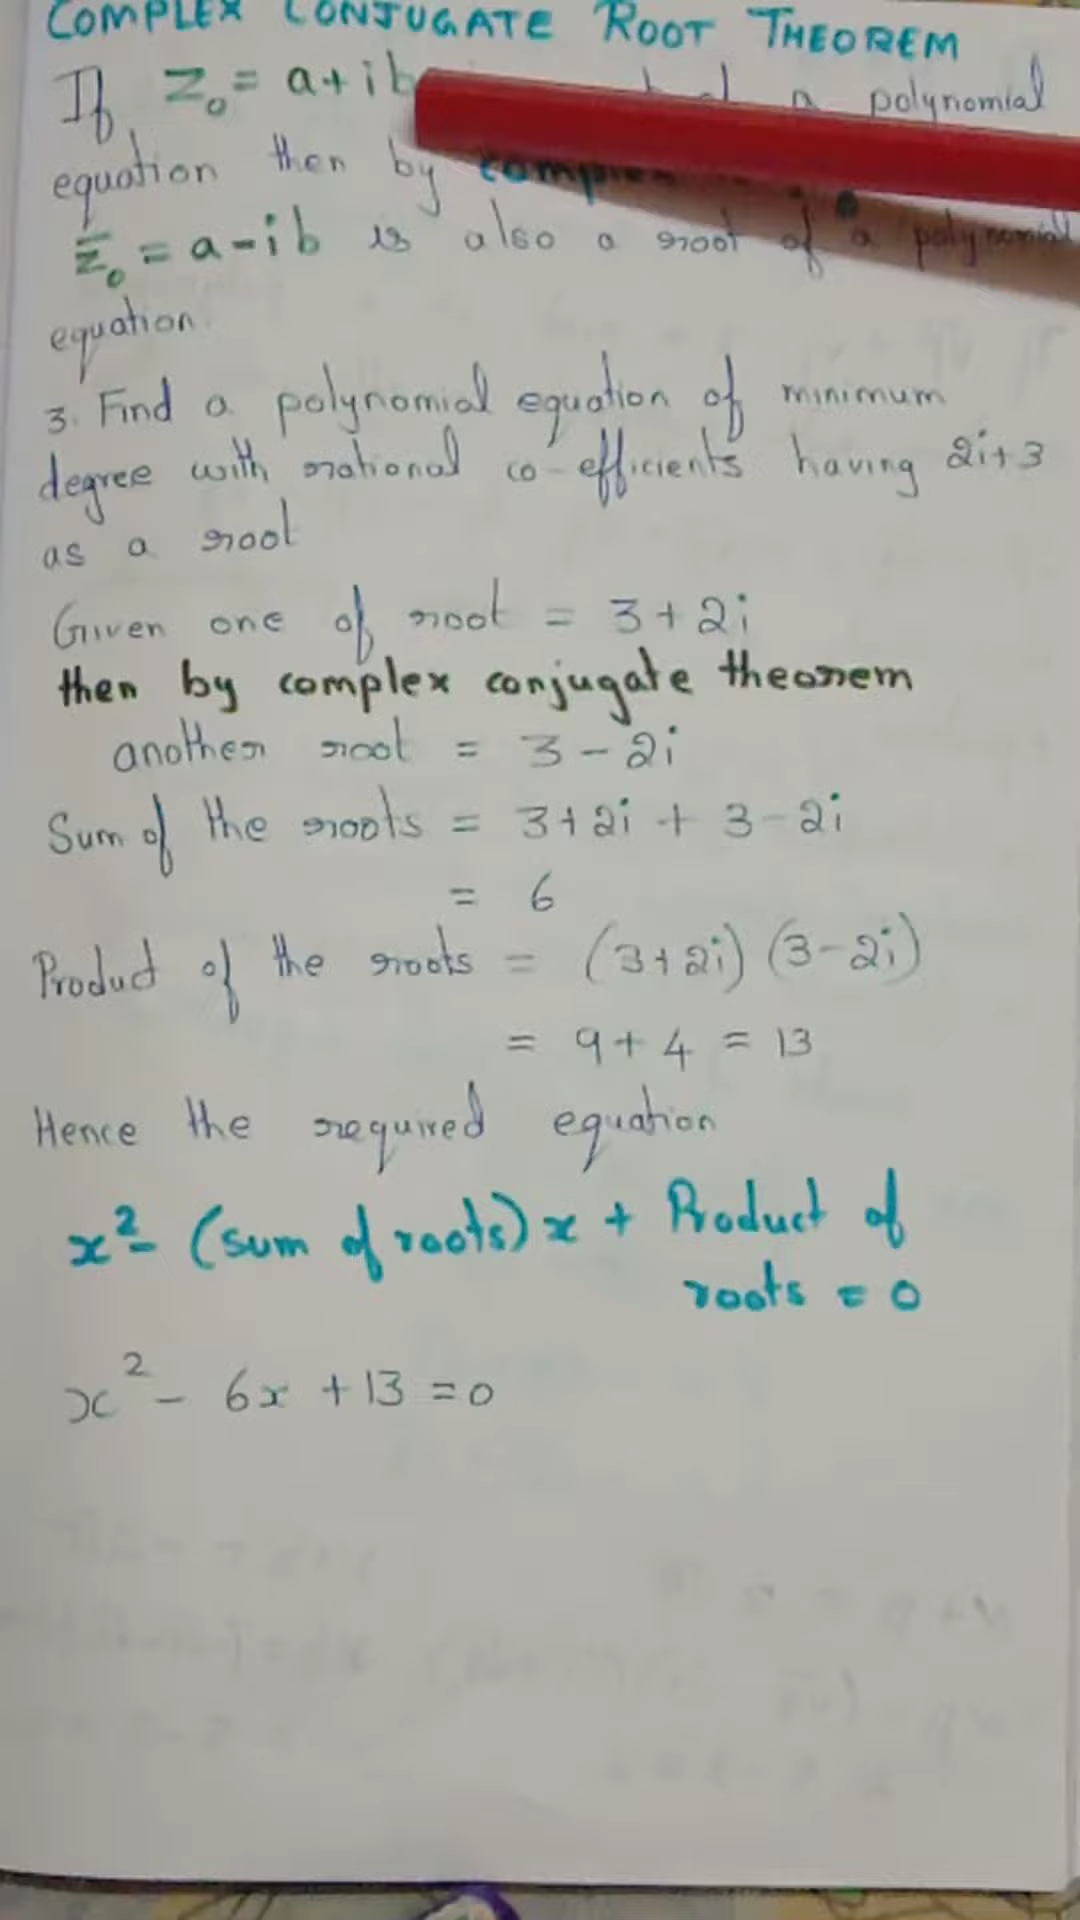 COMPLEX CONJUGATE ROOT THEOREM
If z₀ = a+ib a polynomial
equation then by complex
z̄₀ = a-ib is also a root of a polynomial
equation.
3. Find a polynomial equation of minimum
degree with rational co-efficients having 2i+3
as a root
Given one of root = 3+2i
then by complex conjugate theorem
another root = 3-2i
Sum of the roots = 3+2i + 3-2i
= 6
Product of the roots = (3+2i) (3-2i)
= 9+4 = 13
Hence the required equation
x² - (sum of roots) x + Product of
roots = 0
x² - 6x + 13 = 0